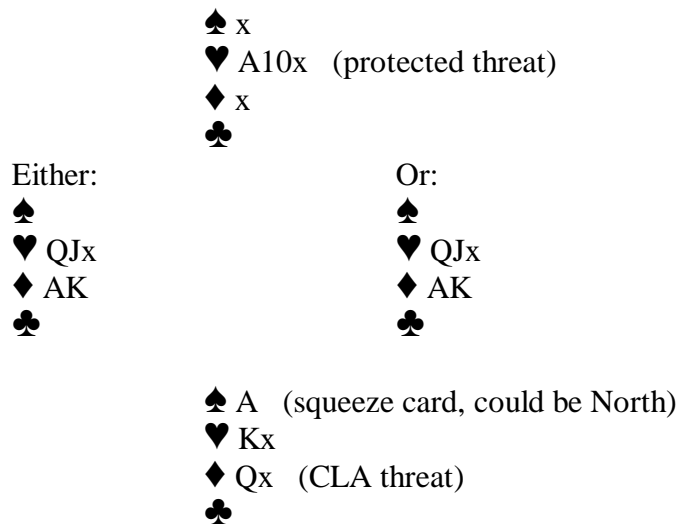 ♠ x
♥ A10x (protected threat)
♦ x
♣
Either: Or:
♠ ♠
♥ QJx ♥ QJx
♦ AK ♦ AK
♣ ♣
♠ A (squeeze card, could be North)
♥ Kx
♦ Qx (CLA threat)
♣